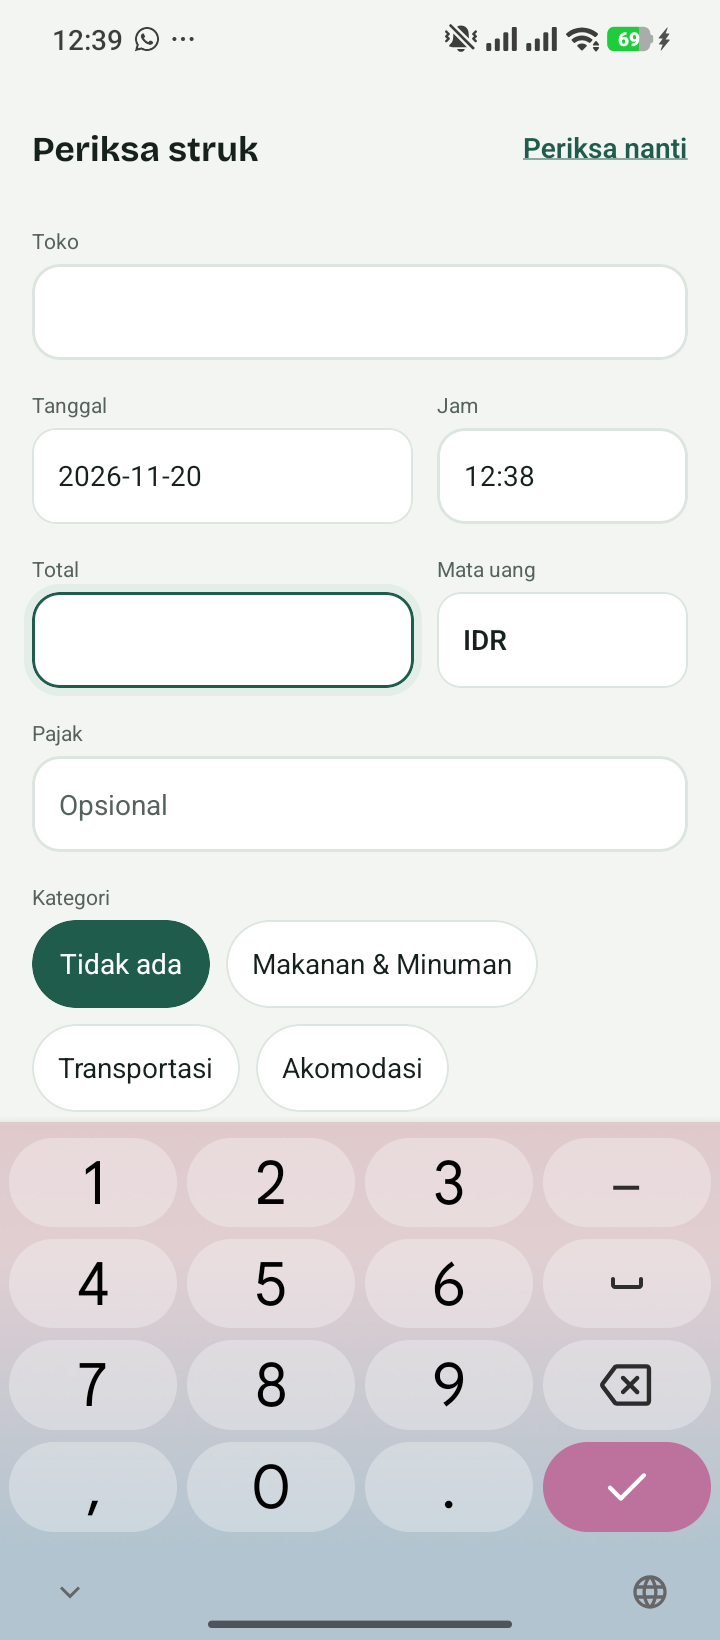 12:39
69
Periksa struk
Periksa nanti
Toko
Tanggal
Jam
2026-11-20
12:38
Total
Mata uang
IDR
Pajak
Opsional
Kategori
Tidak ada
Makanan & Minuman
Transportasi
Akomodasi
1 2 3 –
4 5 6
7 8 9
, 0 .